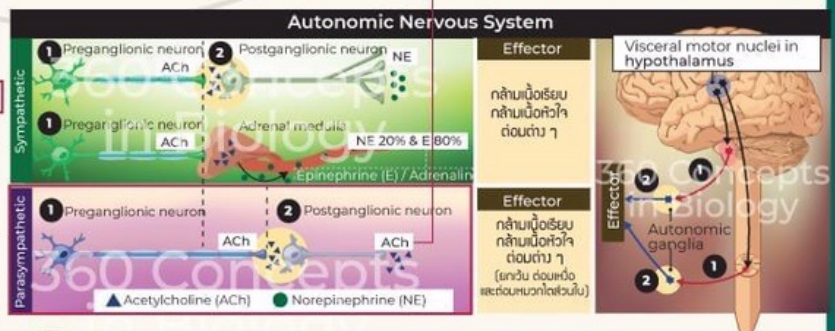 Autonomic Nervous System
Sympathetic
1 Preganglionic neuron
ACh
2 Postganglionic neuron
NE
1 Preganglionic neuron
ACh
Adrenal medulla
NE 20% & E 80%
Epinephrine (E) / Adrenalin
Effector
กล้ามเนื้อเรียบ
กล้ามเนื้อหัวใจ
ต่อมต่าง ๆ
Parasympathetic
1 Preganglionic neuron
ACh
2 Postganglionic neuron
ACh
Acetylcholine (ACh)
Norepinephrine (NE)
Effector
กล้ามเนื้อเรียบ
กล้ามเนื้อหัวใจ
ต่อมต่าง ๆ
(ยกเว้น ต่อมเหงื่อ
และต่อมหมวกไตส่วนใน)
Visceral motor nuclei in
hypothalamus
Effector
2
1
Autonomic
ganglia
2
1
360 Concepts
in Biology
360 Concepts
in Biology
360 Concepts